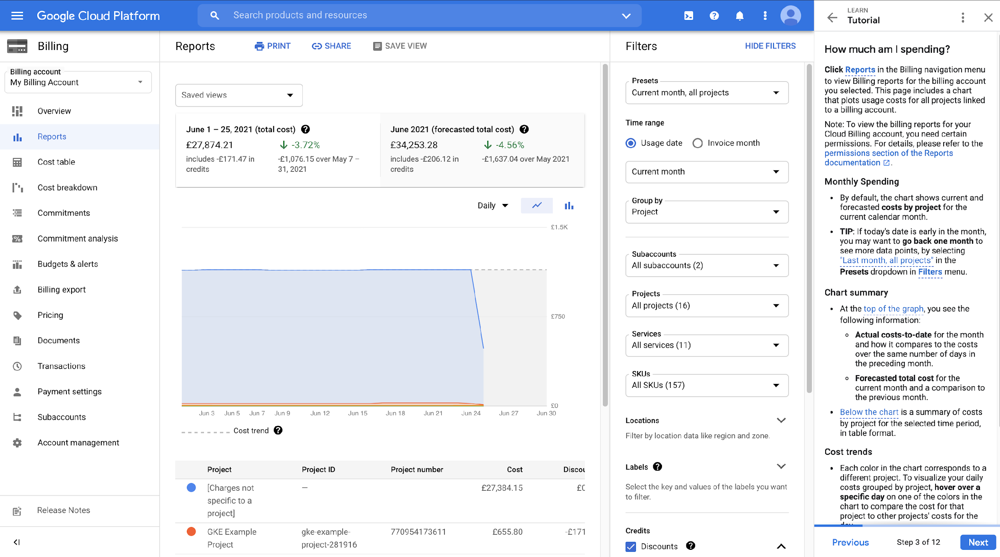 Google Cloud Platform
Search products and resources
Billing
Billing account
My Billing Account
Overview
Reports
Cost table
Cost breakdown
Commitments
Commitment analysis
Budgets & alerts
Billing export
Pricing
Documents
Transactions
Payment settings
Subaccounts
Account management
Release Notes
Reports
PRINT
SHARE
SAVE VIEW
Saved views
June 1 – 25, 2021 (total cost)
£27,874.21
-3.72%
includes -£171.47 in
credits
-£1,076.15 over May 7 –
31, 2021
June 2021 (forecasted total cost)
£34,253.28
-4.56%
includes -£206.12 in
credits
-£1,637.04 over May 2021
Daily
£1.5K
£750
£0
Jun 3 Jun 5 Jun 7 Jun 9 Jun 12 Jun 15 Jun 18 Jun 21 Jun 24 Jun 27 Jun 30
Cost trend
Project Project ID Project number Cost Discou
[Charges not
specific to a
project]
—
£27,384.15
£0
GKE Example
Project
gke-example-
project-281916
770954173611
£655.80
-£171
Filters
HIDE FILTERS
Presets
Current month, all projects
Time range
Usage date
Invoice month
Current month
Group by
Project
Subaccounts
All subaccounts (2)
Projects
All projects (16)
Services
All services (11)
SKUs
All SKUs (157)
Locations
Filter by location data like region and zone.
Labels
Select the key and values of the labels you want
to filter.
Credits
Discounts
LEARN
Tutorial
How much am I spending?
Click Reports in the Billing navigation menu
to view Billing reports for the billing account
you selected. This page includes a chart
that plots usage costs for all projects linked
to a billing account.
Note: To view the billing reports for your
Cloud Billing account, you need certain
permissions. For details, please refer to the
permissions section of the Reports
documentation.
Monthly Spending
• By default, the chart shows current and
forecasted costs by project for the
current calendar month.
• TIP: If today's date is early in the month,
you may want to go back one month to
see more data points, by selecting
"Last month, all projects" in the
Presets dropdown in Filters menu.
Chart summary
• At the top of the graph, you see the
following information:
Actual costs-to-date for the month
and how it compares to the costs
over the same number of days in
the preceding month.
Forecasted total cost for the
current month and a comparison to
the previous month.
• Below the chart is a summary of costs
by project for the selected time period,
in table format.
Cost trends
• Each color in the chart corresponds to a
different project. To visualize your daily
costs grouped by project, hover over a
specific day on one of the colors in the
chart to compare the cost for that
project to other projects' costs for the
Previous
Step 3 of 12
Next